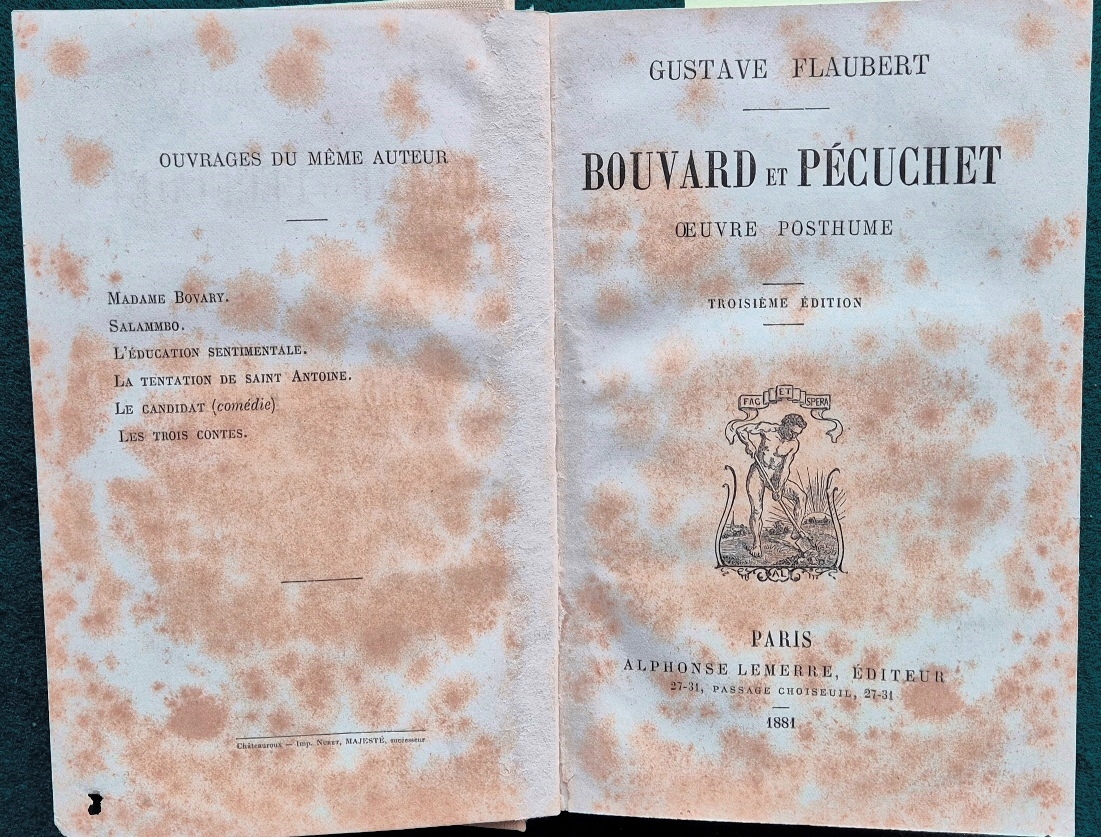 OUVRAGES DU MÊME AUTEUR
MADAME BOVARY.
SALAMMBO.
L'ÉDUCATION SENTIMENTALE.
LA TENTATION DE SAINT ANTOINE.
LE CANDIDAT (comédie)
LES TROIS CONTES.
Châteauroux — Imp. NURET, MAJESTÉ, successeur
GUSTAVE FLAUBERT
BOUVARD ET PÉCUCHET
ŒUVRE POSTHUME
TROISIÈME ÉDITION
FAC ET SPERA
AL
PARIS
ALPHONSE LEMERRE, ÉDITEUR
27-31, PASSAGE CHOISEUIL, 27-31
1881